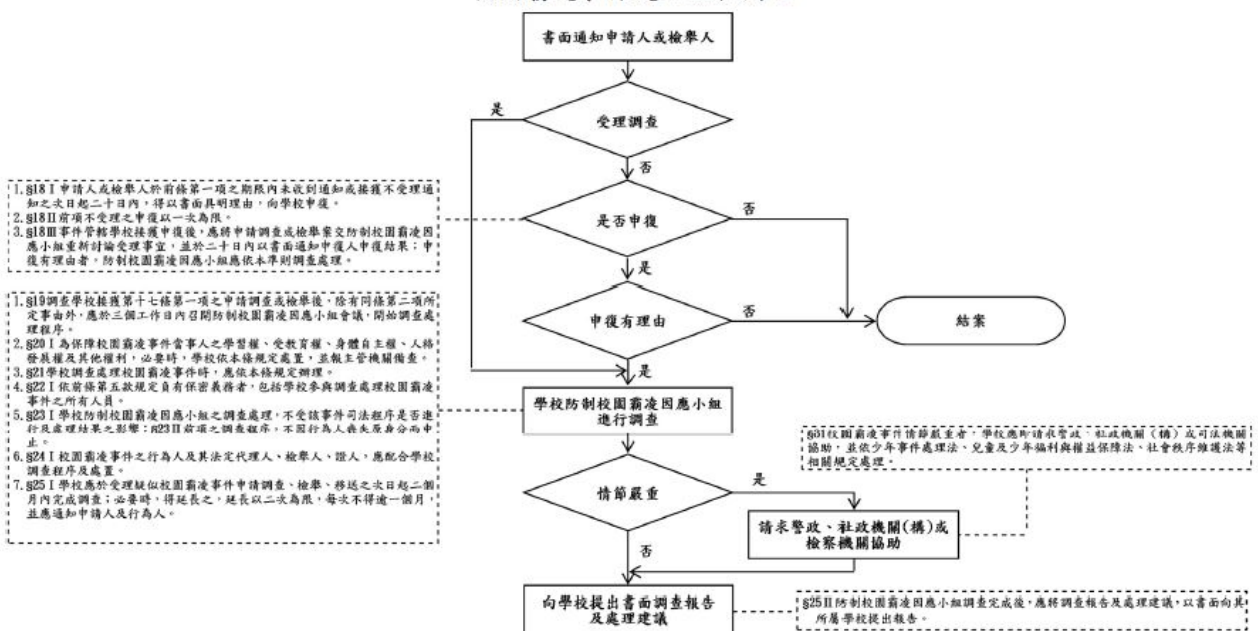 書面通知申請人或檢舉人
是
受理調查
否
1.§18Ⅰ申請人或檢舉人於前條第一項之期限內未收到通知或接獲不受理通
知之次日起二十日內，得以書面具明理由，向學校申復。
2.§18Ⅱ前項不受理之申復以一次為限。
3.§18Ⅲ事件管轄學校接獲申復後，應將申請調查或檢舉案交防制校園霸凌因
應小組重新討論受理事宜，並於二十日內以書面通知申復人申復結果；申
復有理由者，防制校園霸凌因應小組應依本準則調查處理。
是否申復
否
是
1.§19調查學校接獲第十七條第一項之申請調查或檢舉後，除有同條第二項所
定事由外，應於三個工作日內召開防制校園霸凌因應小組會議，開始調查處
理程序。
2.§20Ⅰ為保障校園霸凌事件當事人之學習權、受教育權、身體自主權、人格
發展權及其他權利，必要時，學校依本條規定處置，並報主管機關備查。
3.§21學校調查處理校園霸凌事件時，應依本條規定辦理。
4.§22Ⅰ依前條第五款規定負有保密義務者，包括學校參與調查處理校園霸凌
事件之所有人員。
5.§23Ⅰ學校防制校園霸凌因應小組之調查處理，不受該事件司法程序是否進
行及處理結果之影響；§23Ⅱ前項之調查程序，不因行為人喪失原身分而中
止。
6.§24Ⅰ校園霸凌事件之行為人及其法定代理人、檢舉人、證人，應配合學校
調查程序及處置。
7.§25Ⅰ學校應於受理疑似校園霸凌事件申請調查、檢舉、移送之次日起二個
月內完成調查；必要時，得延長之，延長以二次為限，每次不得逾一個月，
並應通知申請人及行為人。
申復有理由
否
結案
是
學校防制校園霸凌因應小組
進行調查
§31校園霸凌事件情節嚴重者，學校應即請求警政、社政機關（構）或司法機關
協助，並依少年事件處理法、兒童及少年福利與權益保障法、社會秩序維護法等
相關規定處理。
情節嚴重
是
請求警政、社政機關(構)或
檢察機關協助
否
向學校提出書面調查報告
及處理建議
§25Ⅱ防制校園霸凌因應小組調查完成後，應將調查報告及處理建議，以書面向其
所屬學校提出報告。